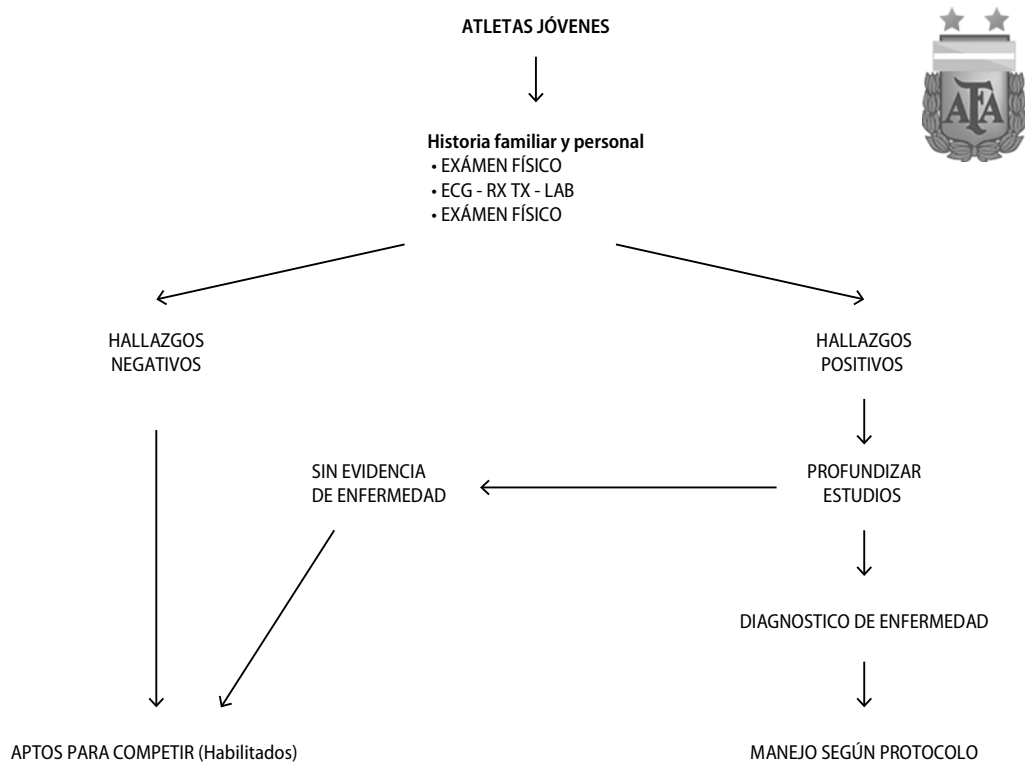 ATLETAS JÓVENES
AFA
Historia familiar y personal
• EXÁMEN FÍSICO
• ECG - RX TX - LAB
• EXÁMEN FÍSICO
HALLAZGOS
NEGATIVOS
HALLAZGOS
POSITIVOS
SIN EVIDENCIA
DE ENFERMEDAD
PROFUNDIZAR
ESTUDIOS
DIAGNOSTICO DE ENFERMEDAD
APTOS PARA COMPETIR (Habilitados)
MANEJO SEGÚN PROTOCOLO